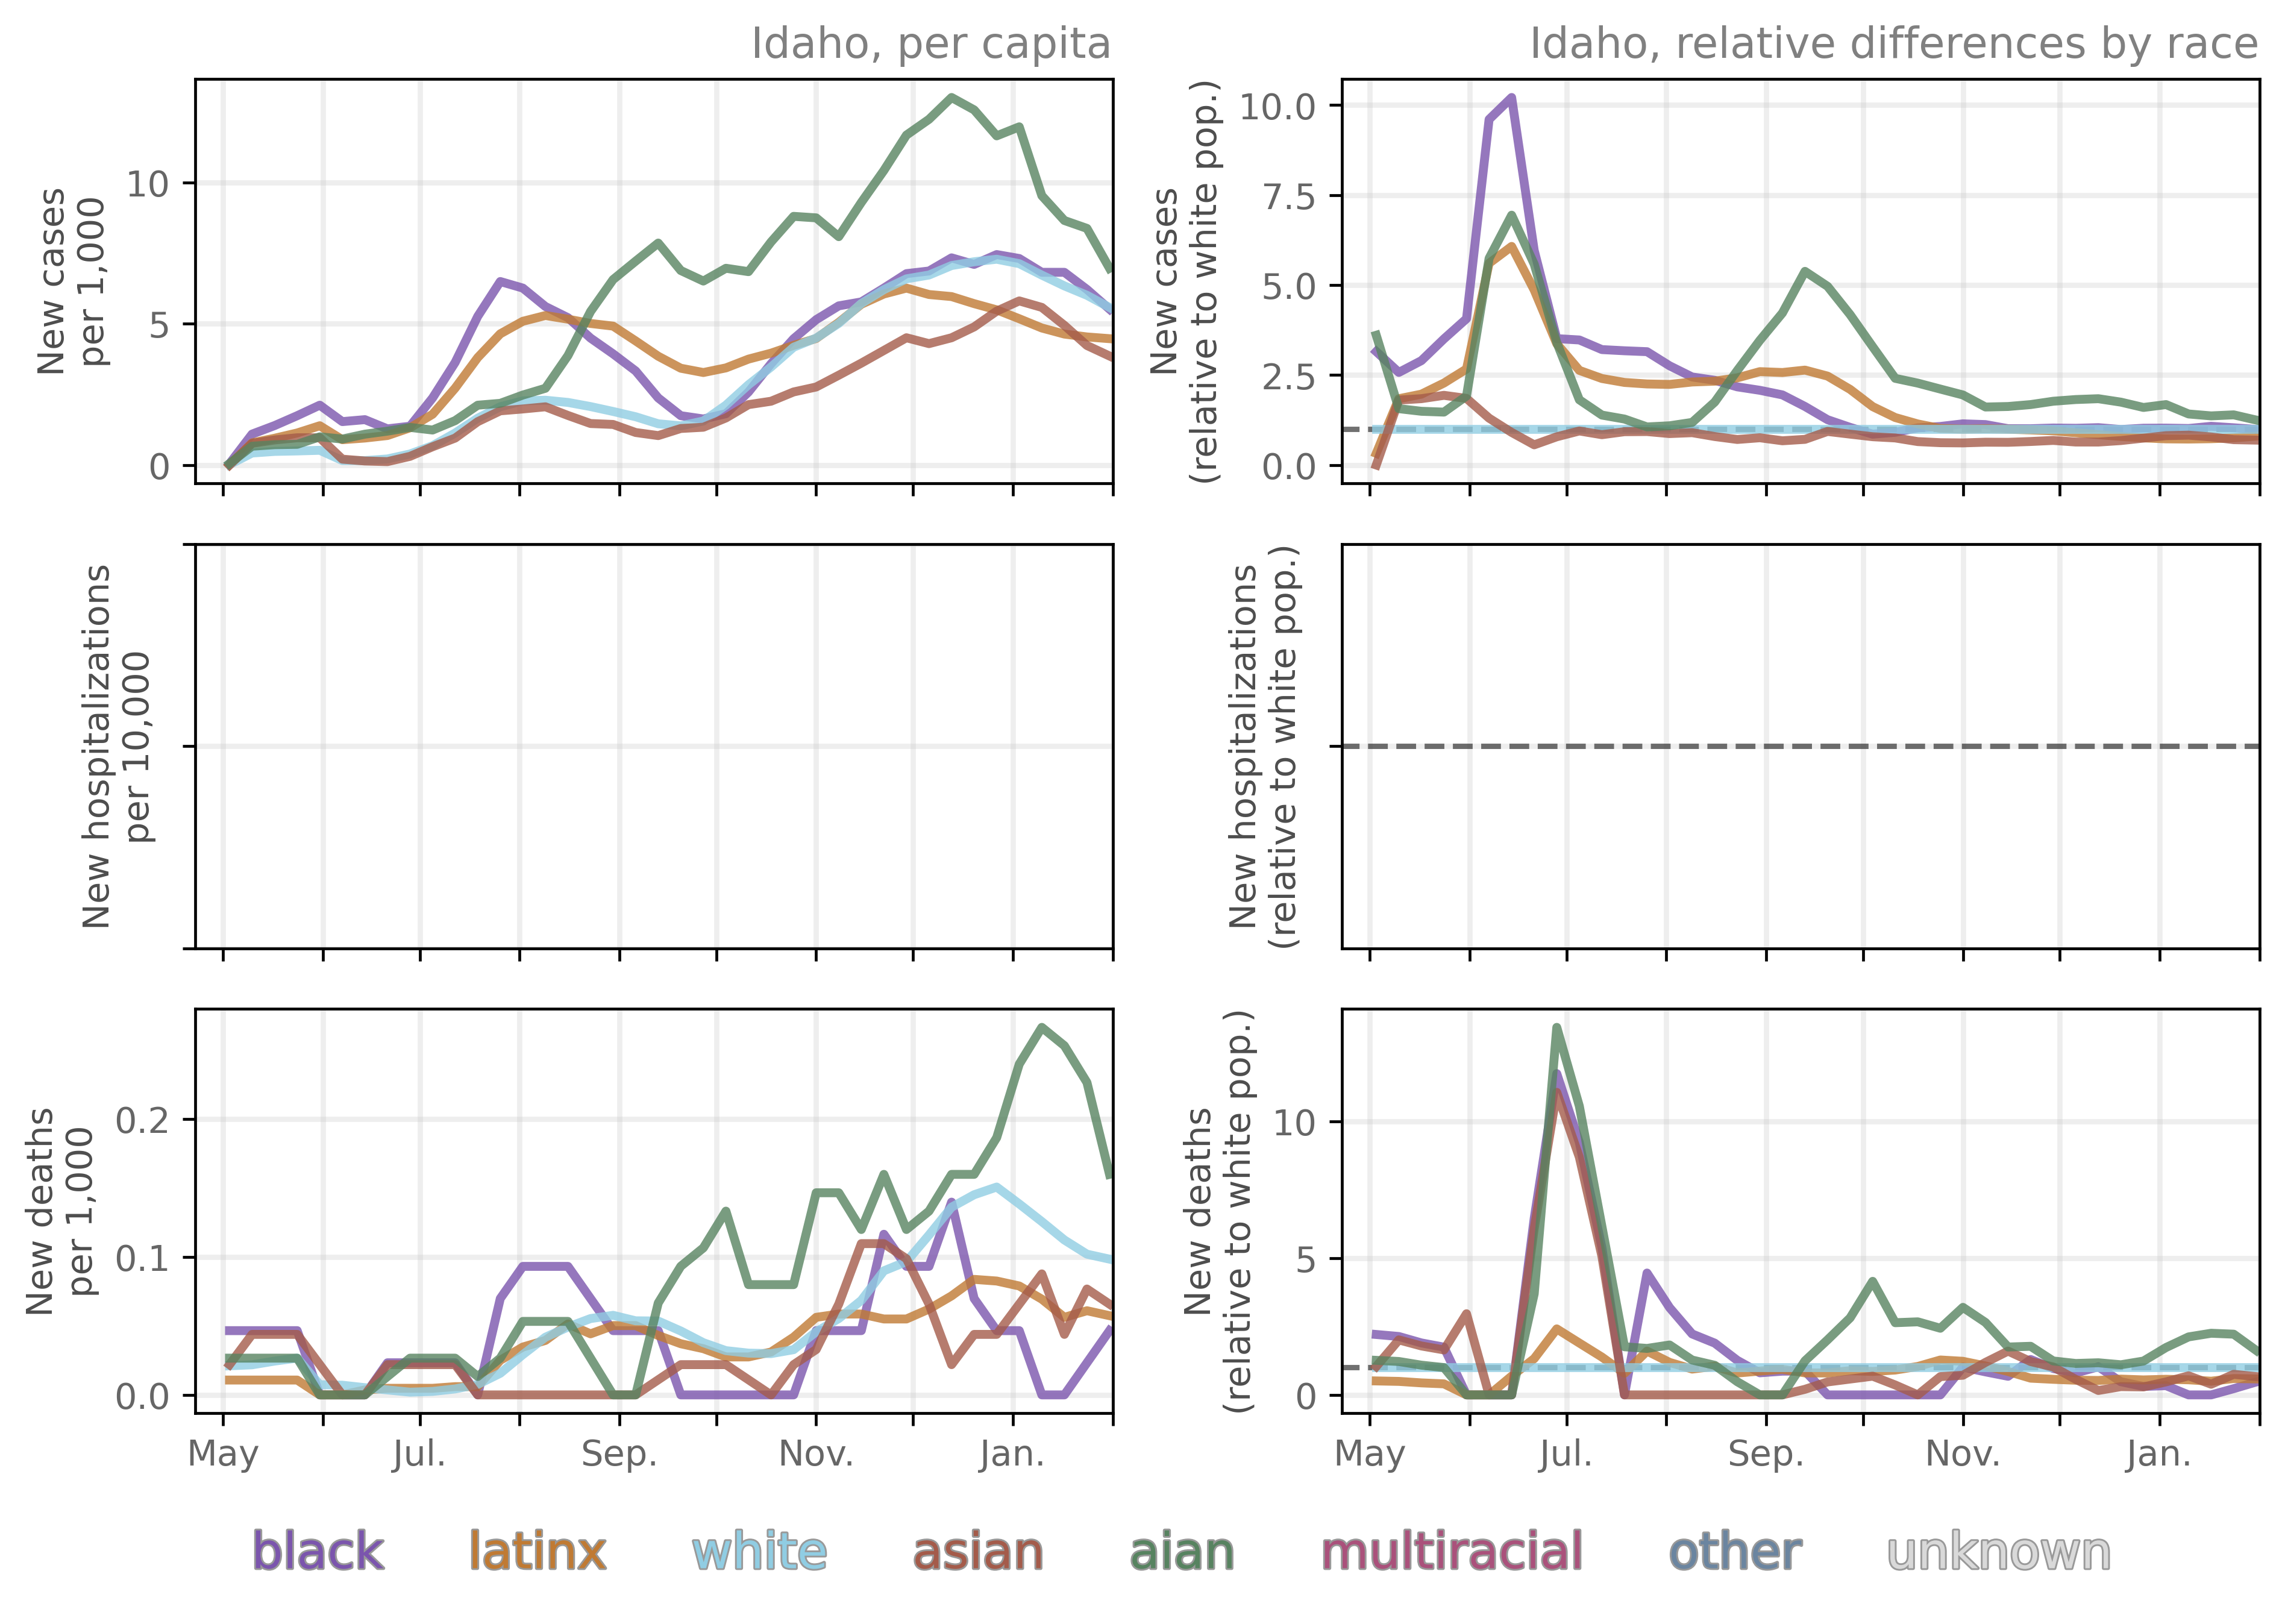 Idaho, per capita
Idaho, relative differences by race
New cases
per 1,000
10
5
0
New cases
(relative to white pop.)
10.0
7.5
5.0
2.5
0.0
New hospitalizations
per 10,000
New hospitalizations
(relative to white pop.)
New deaths
per 1,000
0.2
0.1
0.0
New deaths
(relative to white pop.)
10
5
0
May Jul. Sep. Nov. Jan.
May Jul. Sep. Nov. Jan.
black latinx white asian aian multiracial other unknown